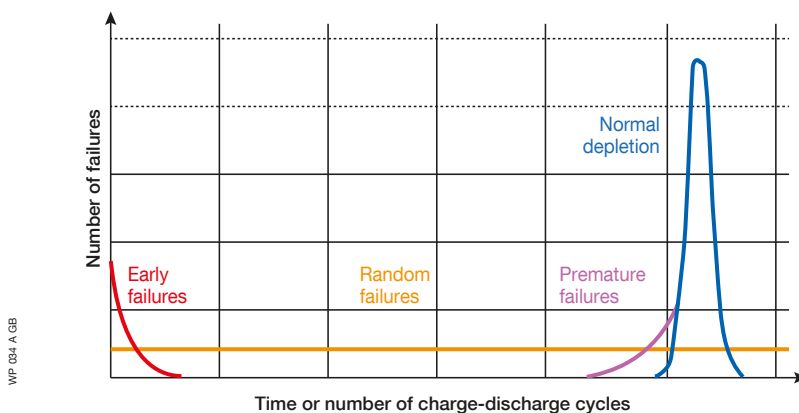 Number of failures
Normal
depletion
Early
failures
Random
failures
Premature
failures
WP 034 A GB
Time or number of charge-discharge cycles